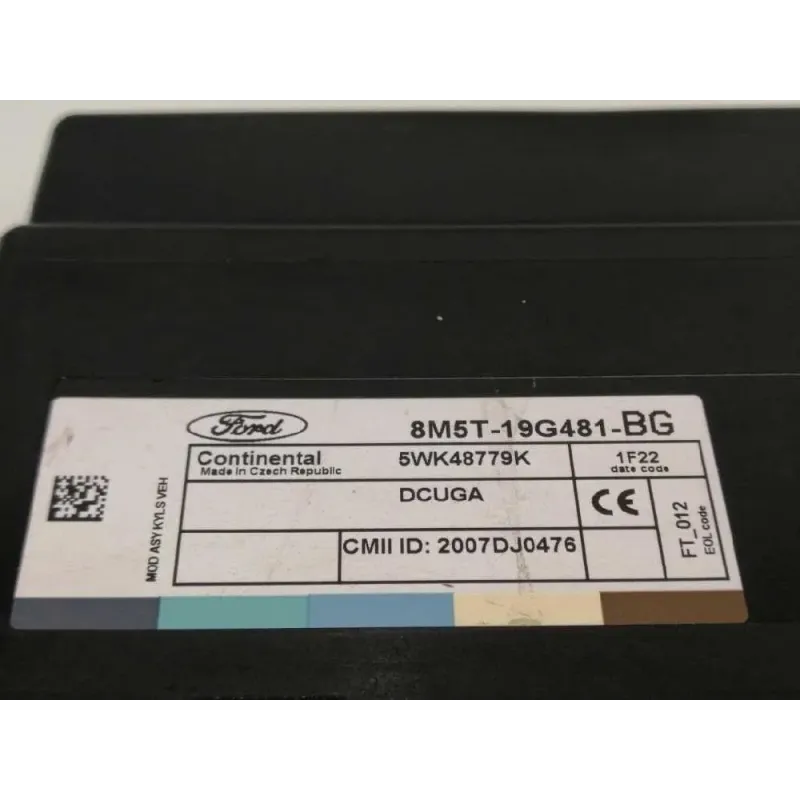 Ford
8M5T-19G481-BG
Continental
Made in Czech Republic
5WK48779K
1F22
date code
DCUGA
CE
CMII ID: 2007DJ0476
FT_012
EOL code
MOD ASY KYLS VEH